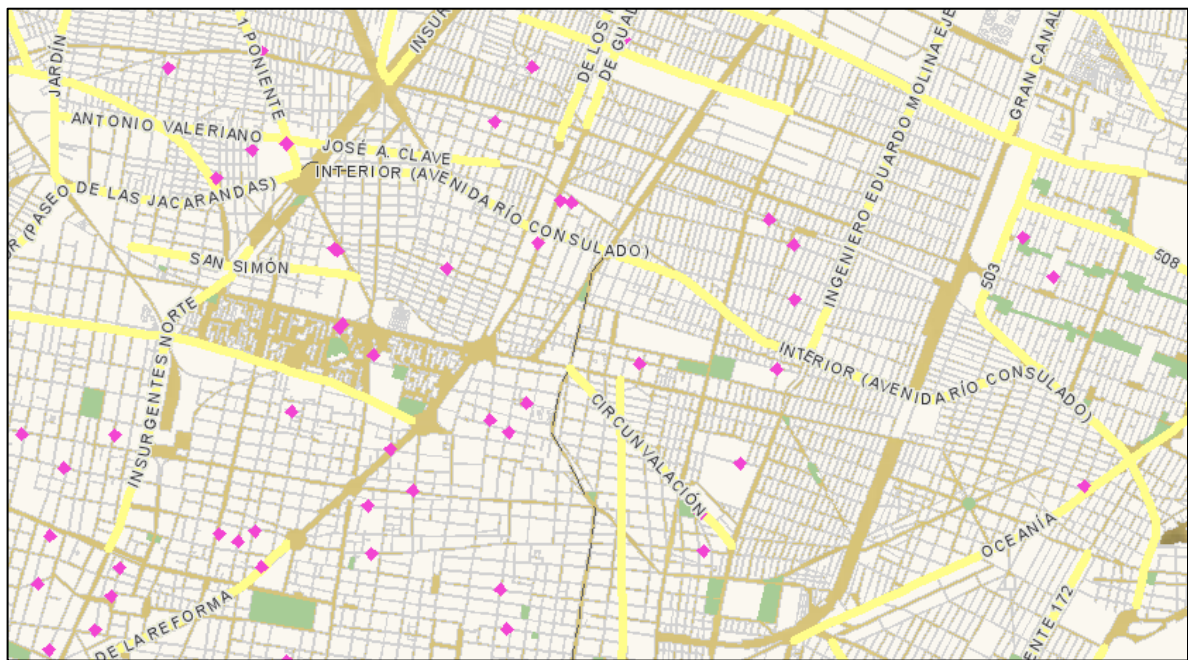 JARDÍN
1 PONIENTE
INSUR
DE LOS
DE GUAL
INGENIERO EDUARDO MOLINA EJE
GRAN CANAL
ANTONIO VALERIANO
JOSÉ A. CLAVE
INTERIOR (AVENIDA RÍO CONSULADO)
OR (PASEO DE LAS JACARANDAS)
SAN SIMÓN
503
508
INSURGENTES NORTE
INTERIOR (AVENIDA RÍO CONSULADO)
CIRCUNVALACIÓN
OCEANÍA
DE LA REFORMA
ENTE 172